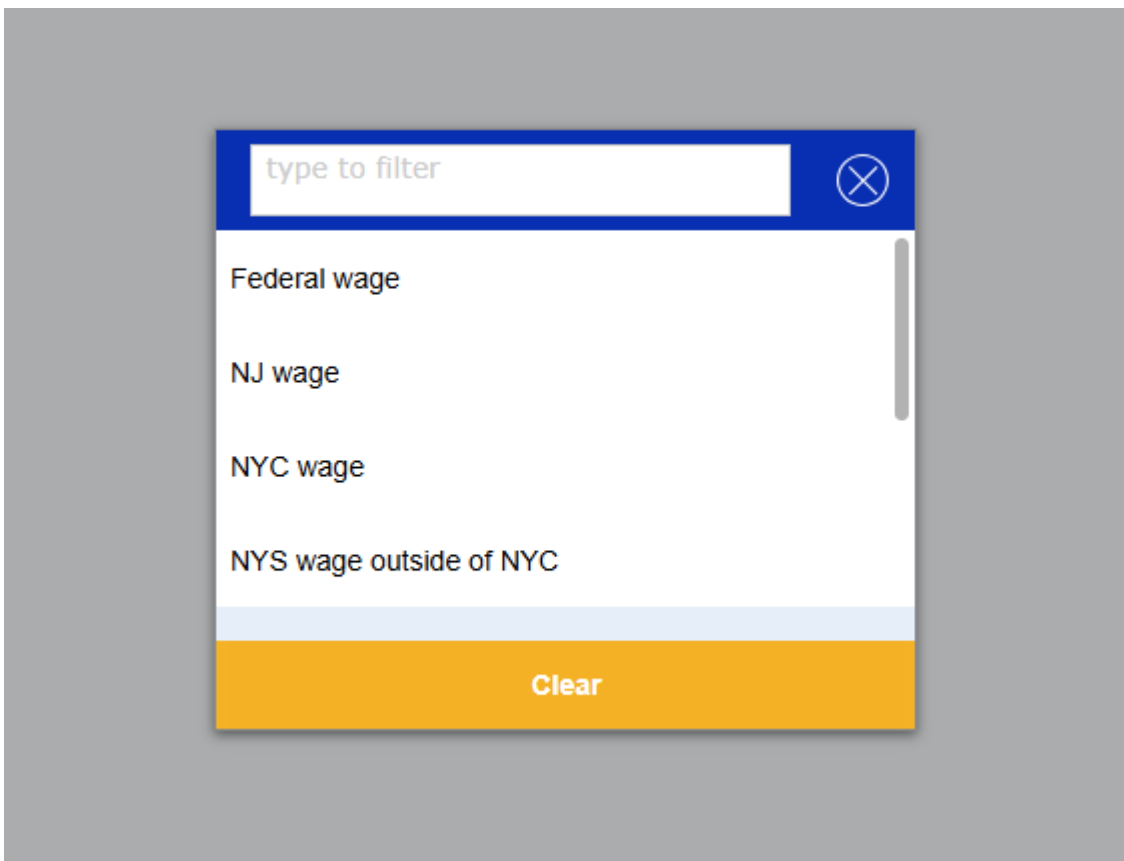 type to filter
Federal wage
NJ wage
NYC wage
NYS wage outside of NYC
Clear